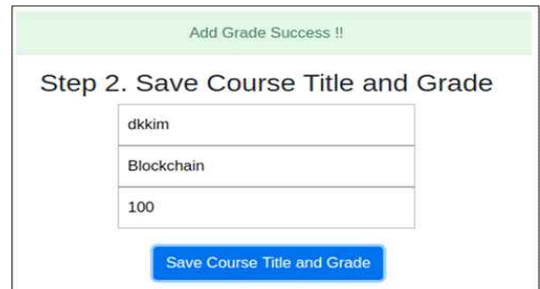 Add Grade Success !!
Step 2. Save Course Title and Grade
dkkim
Blockchain
100
Save Course Title and Grade